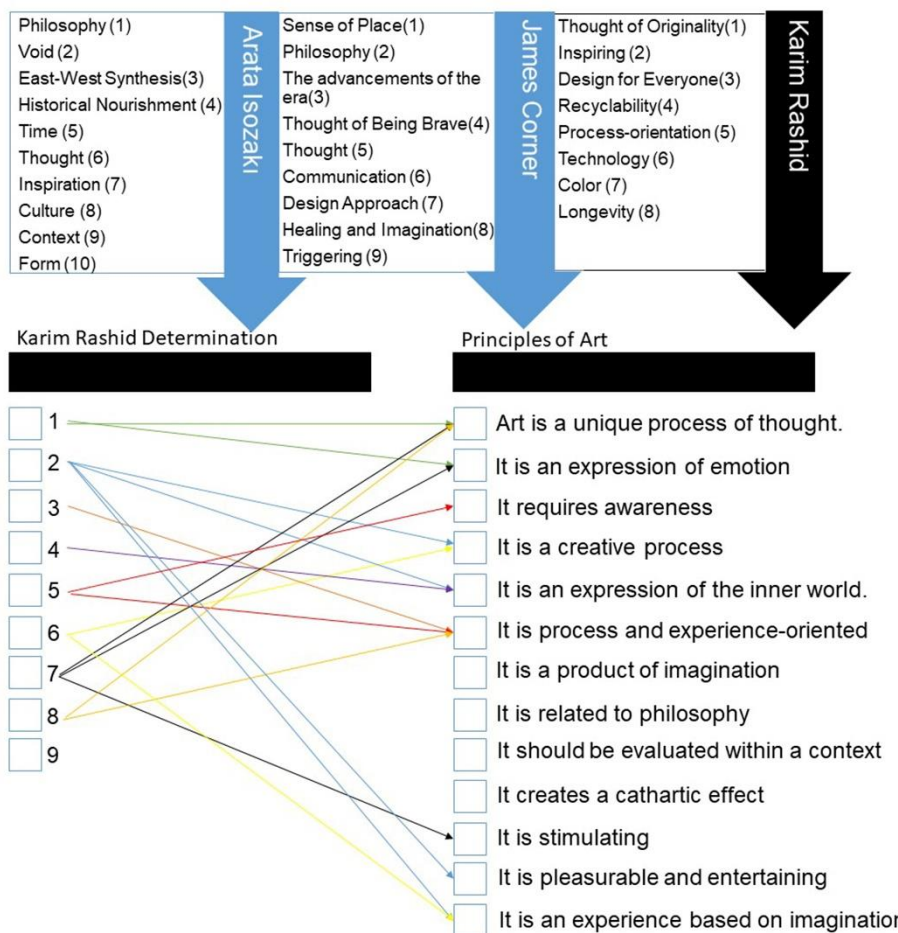 Philosophy (1)
Void (2)
East-West Synthesis(3)
Historical Nourishment (4)
Time (5)
Thought (6)
Inspiration (7)
Culture (8)
Context (9)
Form (10)
Arata Isozaki
Sense of Place(1)
Philosophy (2)
The advancements of the
era(3)
Thought of Being Brave(4)
Thought (5)
Communication (6)
Design Approach (7)
Healing and Imagination(8)
Triggering (9)
James Corner
Thought of Originality(1)
Inspiring (2)
Design for Everyone(3)
Recyclability(4)
Process-orientation (5)
Technology (6)
Color (7)
Longevity (8)
Karim Rashid
Karim Rashid Determination
1
2
3
4
5
6
7
8
9
Principles of Art
Art is a unique process of thought.
It is an expression of emotion
It requires awareness
It is a creative process
It is an expression of the inner world.
It is process and experience-oriented
It is a product of imagination
It is related to philosophy
It should be evaluated within a context
It creates a cathartic effect
It is stimulating
It is pleasurable and entertaining
It is an experience based on imagination